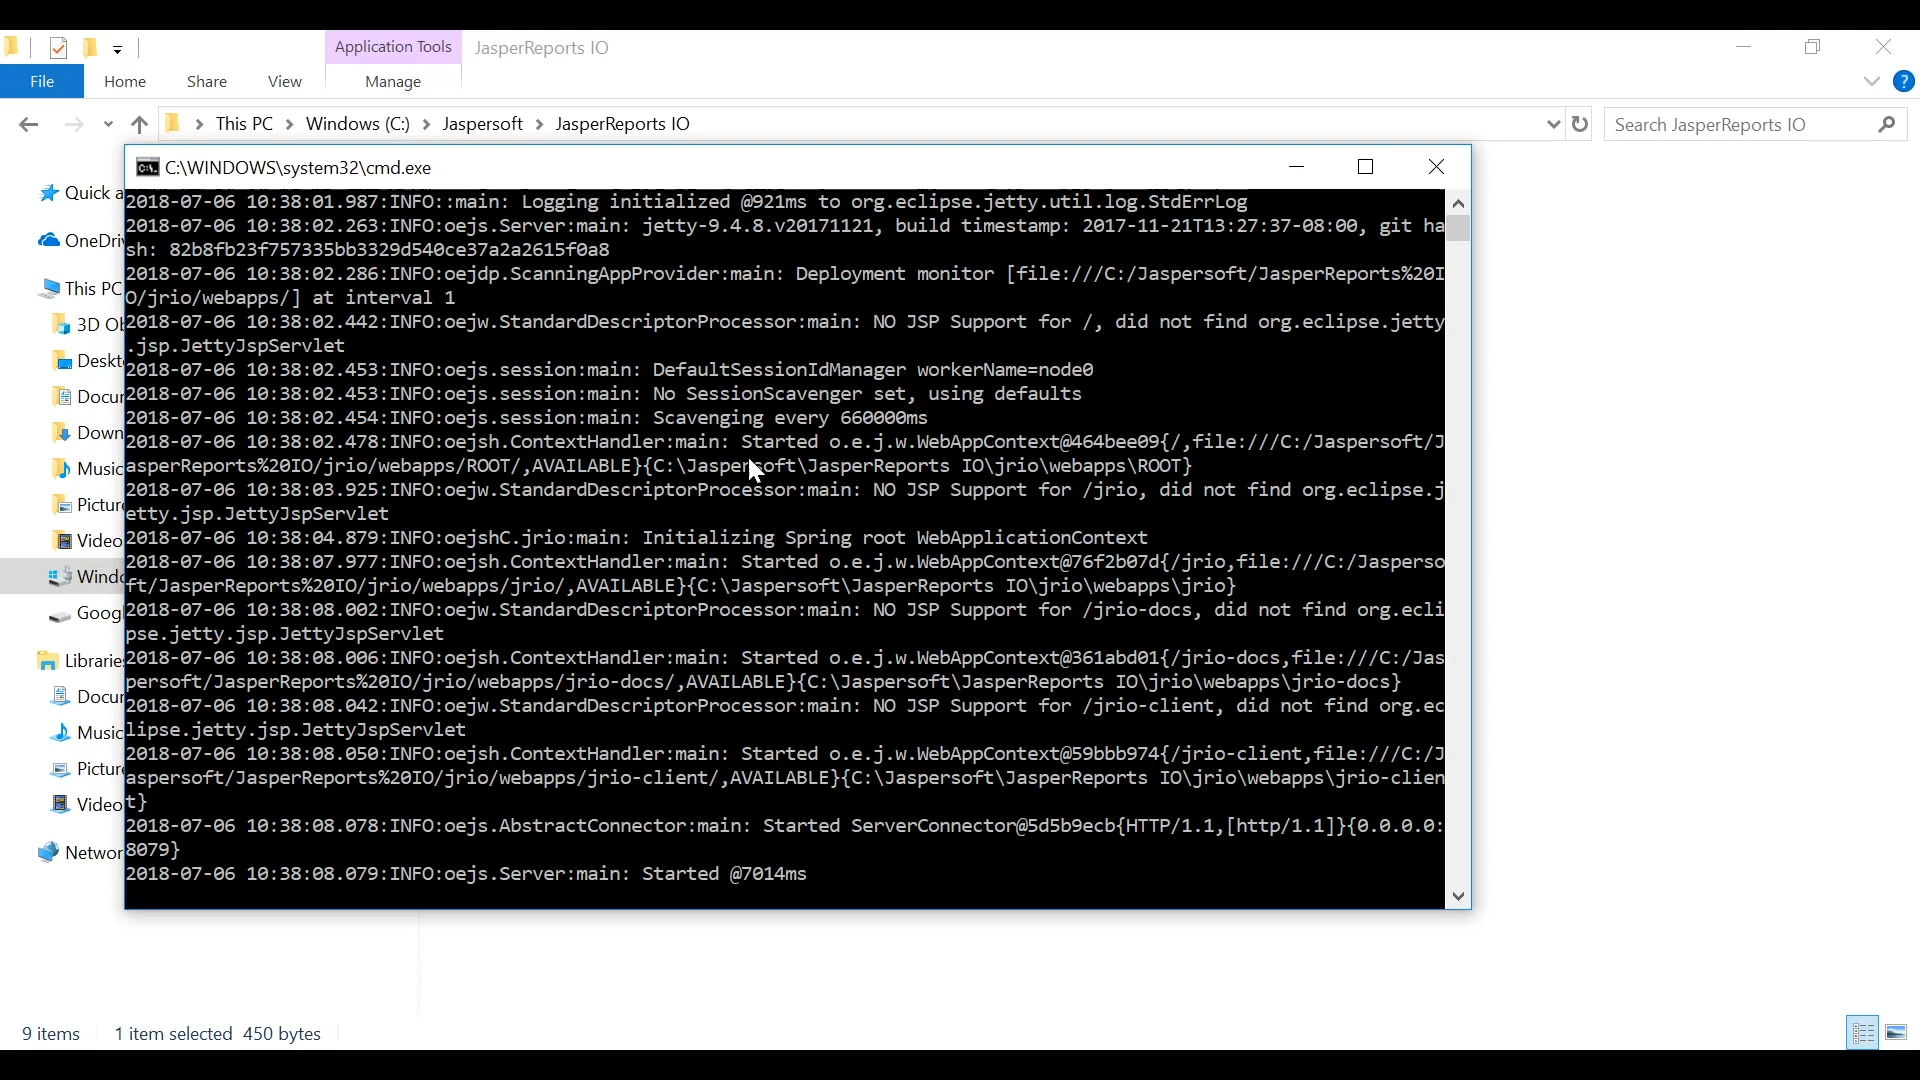 Application Tools JasperReports IO
File Home Share View Manage
This PC Windows (C:) Jaspersoft JasperReports IO Search JasperReports IO
C:\WINDOWS\system32\cmd.exe
Quick a
OneDriv
This PC
3D Ob
Deskt
Docur
Down
Music
Picture
Video
Windo
Googl
Libraries
Docur
Music
Picture
Video
Networ
2018-07-06 10:38:01.987:INFO::main: Logging initialized @921ms to org.eclipse.jetty.util.log.StdErrLog
2018-07-06 10:38:02.263:INFO:oejs.Server:main: jetty-9.4.8.v20171121, build timestamp: 2017-11-21T13:27:37-08:00, git ha
sh: 82b8fb23f757335bb3329d540ce37a2a2615f0a8
2018-07-06 10:38:02.286:INFO:oejdp.ScanningAppProvider:main: Deployment monitor [file:///C:/Jaspersoft/JasperReports%20I
O/jrio/webapps/] at interval 1
2018-07-06 10:38:02.442:INFO:oejw.StandardDescriptorProcessor:main: NO JSP Support for /, did not find org.eclipse.jetty
.jsp.JettyJspServlet
2018-07-06 10:38:02.453:INFO:oejs.session:main: DefaultSessionIdManager workerName=node0
2018-07-06 10:38:02.453:INFO:oejs.session:main: No SessionScavenger set, using defaults
2018-07-06 10:38:02.454:INFO:oejs.session:main: Scavenging every 660000ms
2018-07-06 10:38:02.478:INFO:oejsh.ContextHandler:main: Started o.e.j.w.WebAppContext@464bee09{/,file:///C:/Jaspersoft/J
asperReports%20IO/jrio/webapps/ROOT/,AVAILABLE}{C:\Jaspersoft\JasperReports IO\jrio\webapps\ROOT}
2018-07-06 10:38:03.925:INFO:oejw.StandardDescriptorProcessor:main: NO JSP Support for /jrio, did not find org.eclipse.j
etty.jsp.JettyJspServlet
2018-07-06 10:38:04.879:INFO:oejshC.jrio:main: Initializing Spring root WebApplicationContext
2018-07-06 10:38:07.977:INFO:oejsh.ContextHandler:main: Started o.e.j.w.WebAppContext@76f2b07d{/jrio,file:///C:/Jasperso
ft/JasperReports%20IO/jrio/webapps/jrio/,AVAILABLE}{C:\Jaspersoft\JasperReports IO\jrio\webapps\jrio}
2018-07-06 10:38:08.002:INFO:oejw.StandardDescriptorProcessor:main: NO JSP Support for /jrio-docs, did not find org.ecli
pse.jetty.jsp.JettyJspServlet
2018-07-06 10:38:08.006:INFO:oejsh.ContextHandler:main: Started o.e.j.w.WebAppContext@361abd01{/jrio-docs,file:///C:/Jas
persoft/JasperReports%20IO/jrio/webapps/jrio-docs/,AVAILABLE}{C:\Jaspersoft\JasperReports IO\jrio\webapps\jrio-docs}
2018-07-06 10:38:08.042:INFO:oejw.StandardDescriptorProcessor:main: NO JSP Support for /jrio-client, did not find org.ec
lipse.jetty.jsp.JettyJspServlet
2018-07-06 10:38:08.050:INFO:oejsh.ContextHandler:main: Started o.e.j.w.WebAppContext@59bbb974{/jrio-client,file:///C:/J
aspersoft/JasperReports%20IO/jrio/webapps/jrio-client/,AVAILABLE}{C:\Jaspersoft\JasperReports IO\jrio\webapps\jrio-clien
t}
2018-07-06 10:38:08.078:INFO:oejs.AbstractConnector:main: Started ServerConnector@5d5b9ecb{HTTP/1.1,[http/1.1]}{0.0.0.0:
8079}
2018-07-06 10:38:08.079:INFO:oejs.Server:main: Started @7014ms
9 items 1 item selected 450 bytes